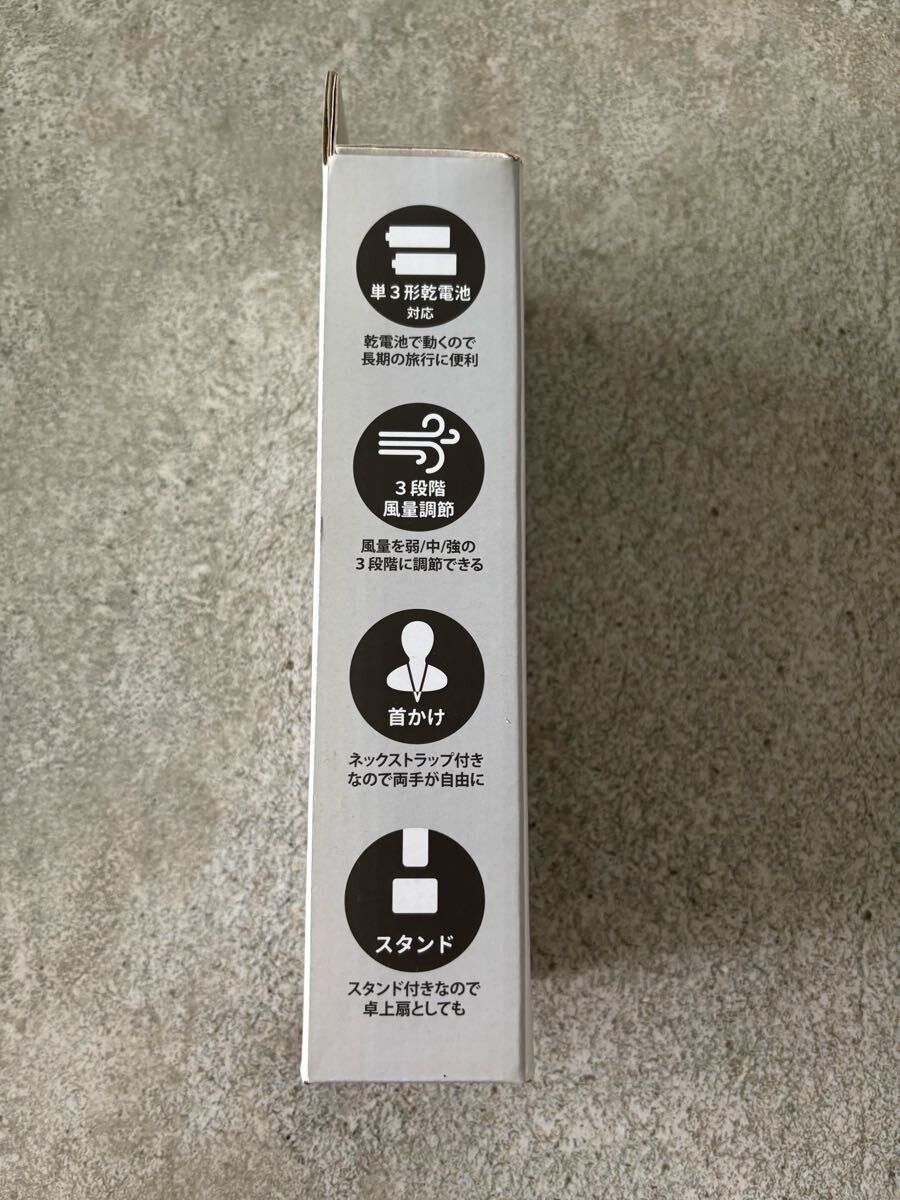 単３形乾電池
対応
乾電池で動くので
長期の旅行に便利
３段階
風量調節
風量を弱/中/強の
３段階に調節できる
首かけ
ネックストラップ付き
なので両手が自由に
スタンド
スタンド付きなので
卓上扇としても